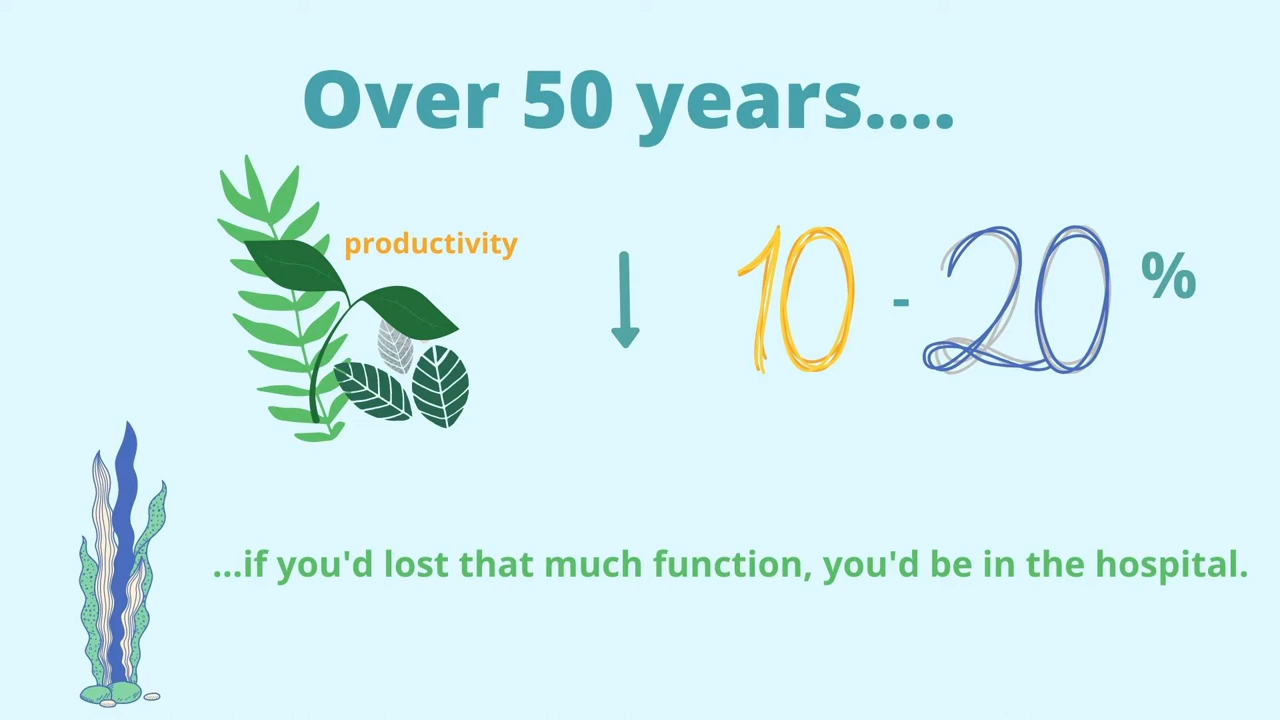 Over 50 years....
productivity
10 - 20 %
...if you'd lost that much function, you'd be in the hospital.